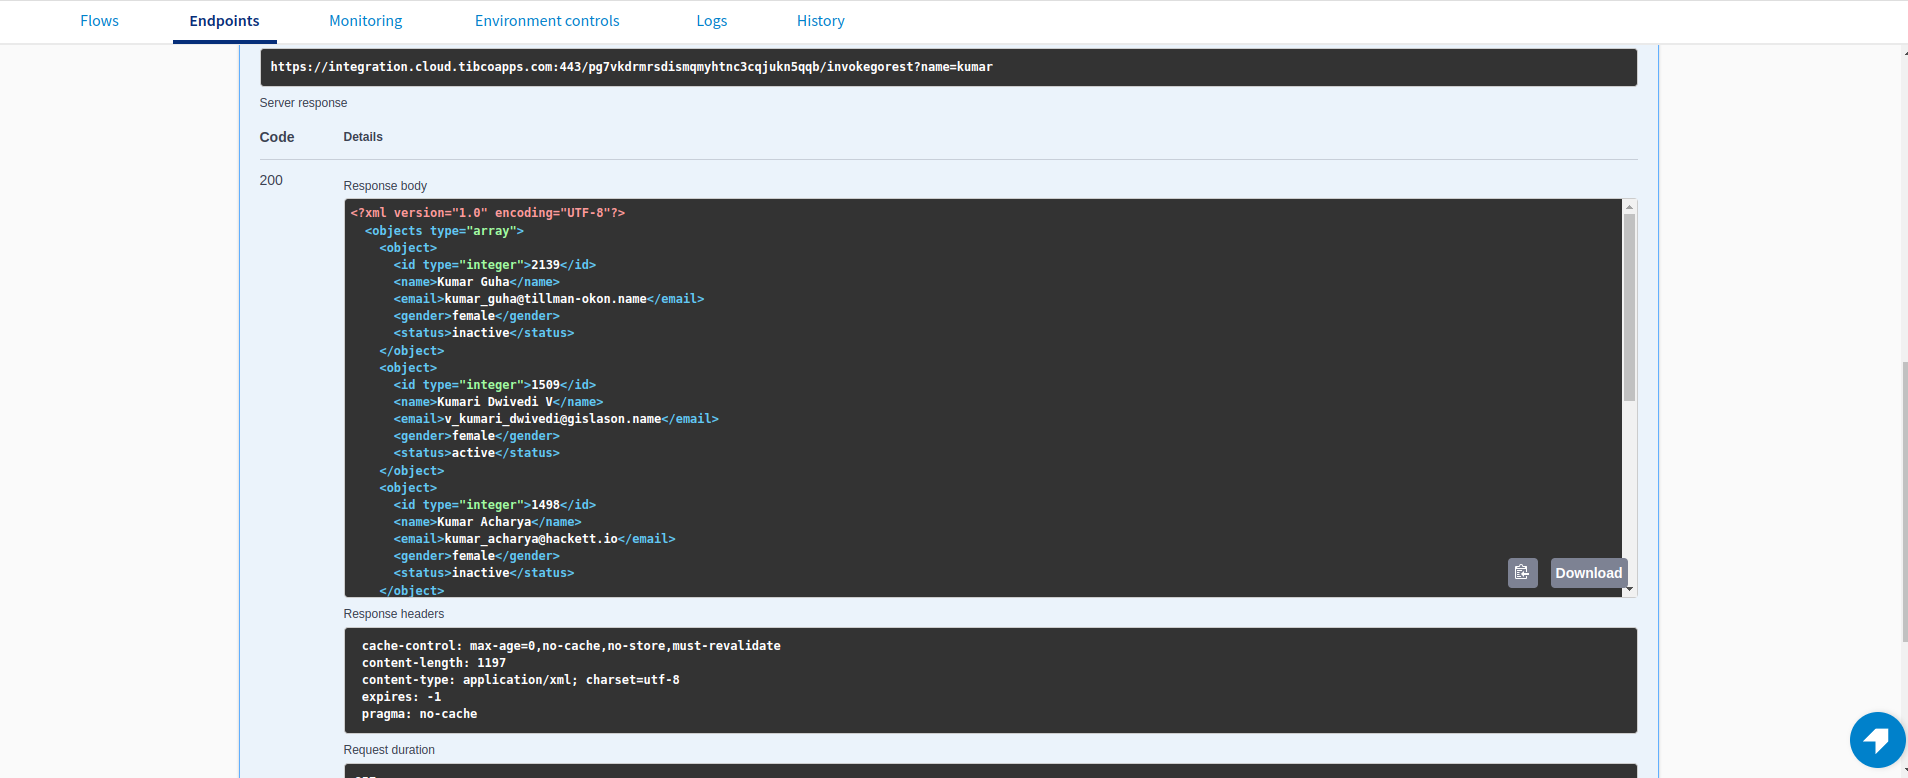 Flows Endpoints Monitoring Environment controls Logs History
https://integration.cloud.tibcoapps.com:443/pg7vkdrmrsdismqmyhtnc3cqjukn5qqb/invokegorest?name=kumar
Server response
Code Details
200
Response body
<?xml version="1.0" encoding="UTF-8"?>
<objects type="array">
<object>
<id type="integer">2139</id>
<name>Kumar Guha</name>
<email>kumar_guha@tillman-okon.name</email>
<gender>female</gender>
<status>inactive</status>
</object>
<object>
<id type="integer">1509</id>
<name>Kumari Dwivedi V</name>
<email>v_kumari_dwivedi@gislason.name</email>
<gender>female</gender>
<status>active</status>
</object>
<object>
<id type="integer">1498</id>
<name>Kumar Acharya</name>
<email>kumar_acharya@hackett.io</email>
<gender>female</gender>
<status>inactive</status>
</object>
Download
Response headers
cache-control: max-age=0,no-cache,no-store,must-revalidate
content-length: 1197
content-type: application/xml; charset=utf-8
expires: -1
pragma: no-cache
Request duration